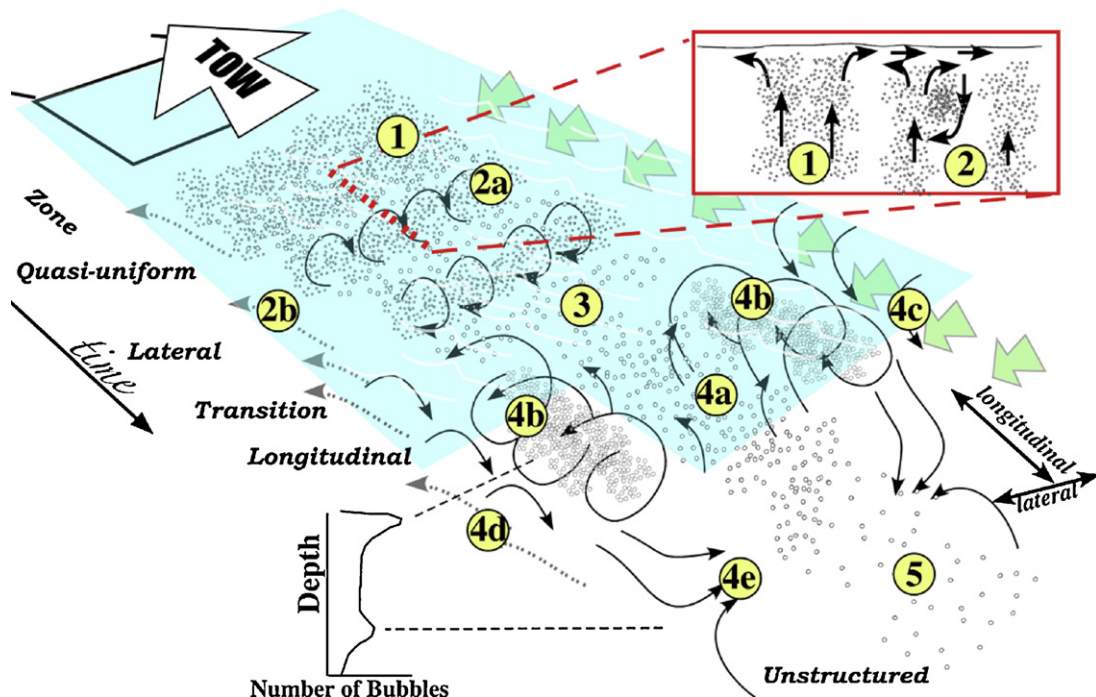 TOW
1
1
2
2a
Zone
Quasi-uniform
2b
3
4b
4c
time
Lateral
Transition
4a
4b
longitudinal
Longitudinal
lateral
4d
Depth
4e
5
Number of Bubbles
Unstructured